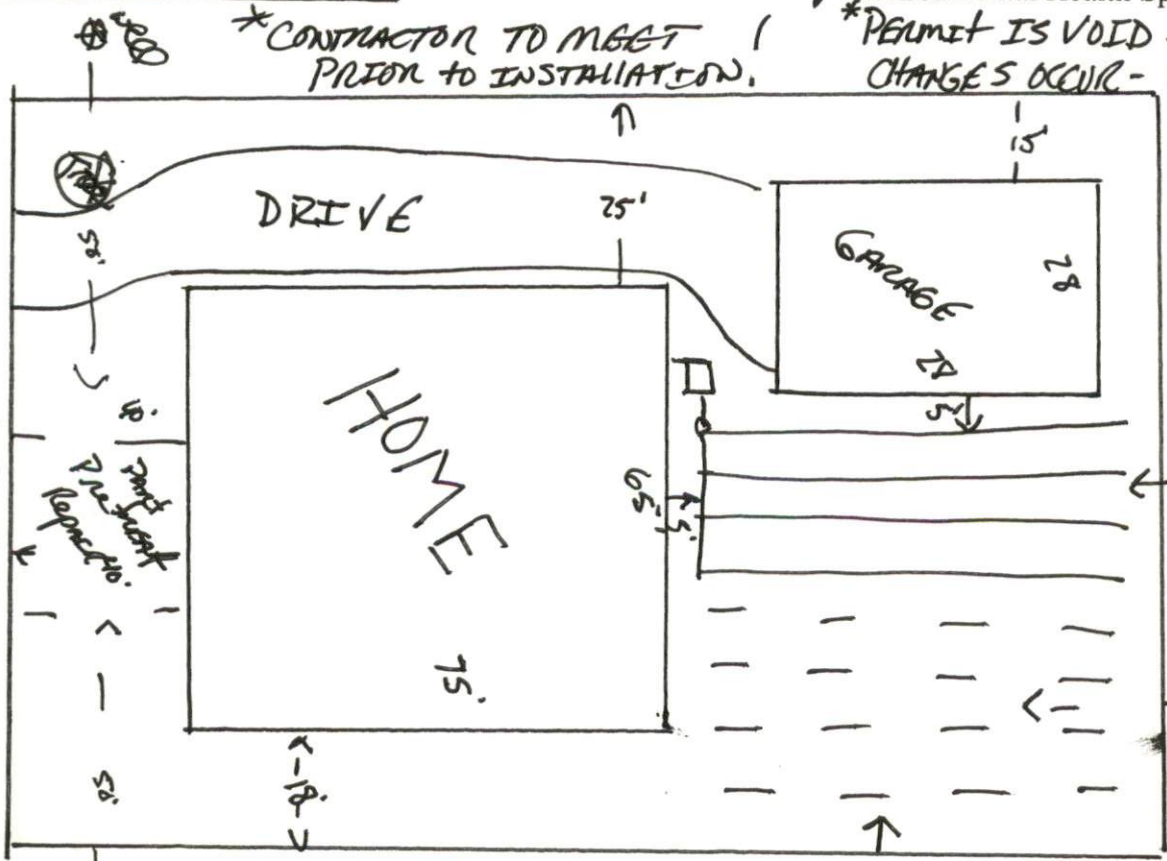 *CONTRACTOR TO MEET
PRIOR TO INSTALLATION.
*PERMIT IS VOID
CHANGES OCCUR-
DRIVE
25'
15'
GARAGE
28
28
5'
HOME
65'
5'
75'
18'